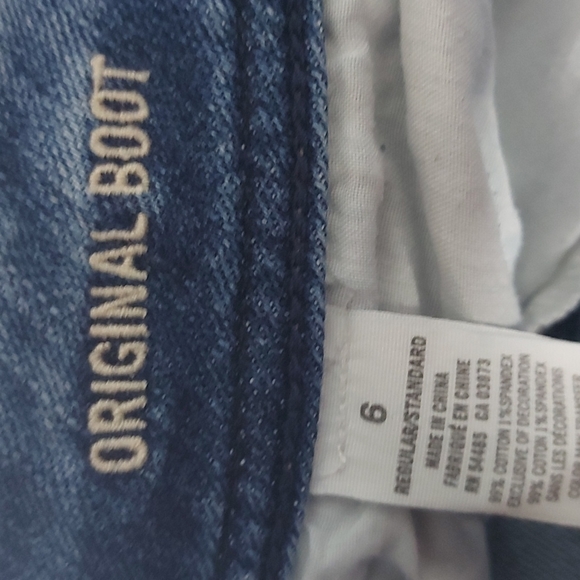 ORIGINAL BOOT
6
REGULAR/STANDARD
MADE IN CHINA
FABRIQUÉ EN CHINE
RN 54485 CA 03073
99% COTTON 1%SPANDEX
EXCLUSIVE OF DECORATION
99% COTON 1%SPANDEX
SANS LES DÉCORATIONS